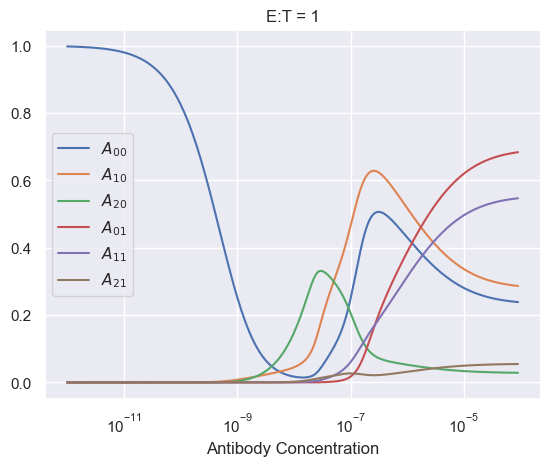 E:T = 1
1.0
0.8
0.6
0.4
0.2
0.0
A₀₀
A₁₀
A₂₀
A₀₁
A₁₁
A₂₁
10⁻¹¹ 10⁻⁹ 10⁻⁷ 10⁻⁵
Antibody Concentration